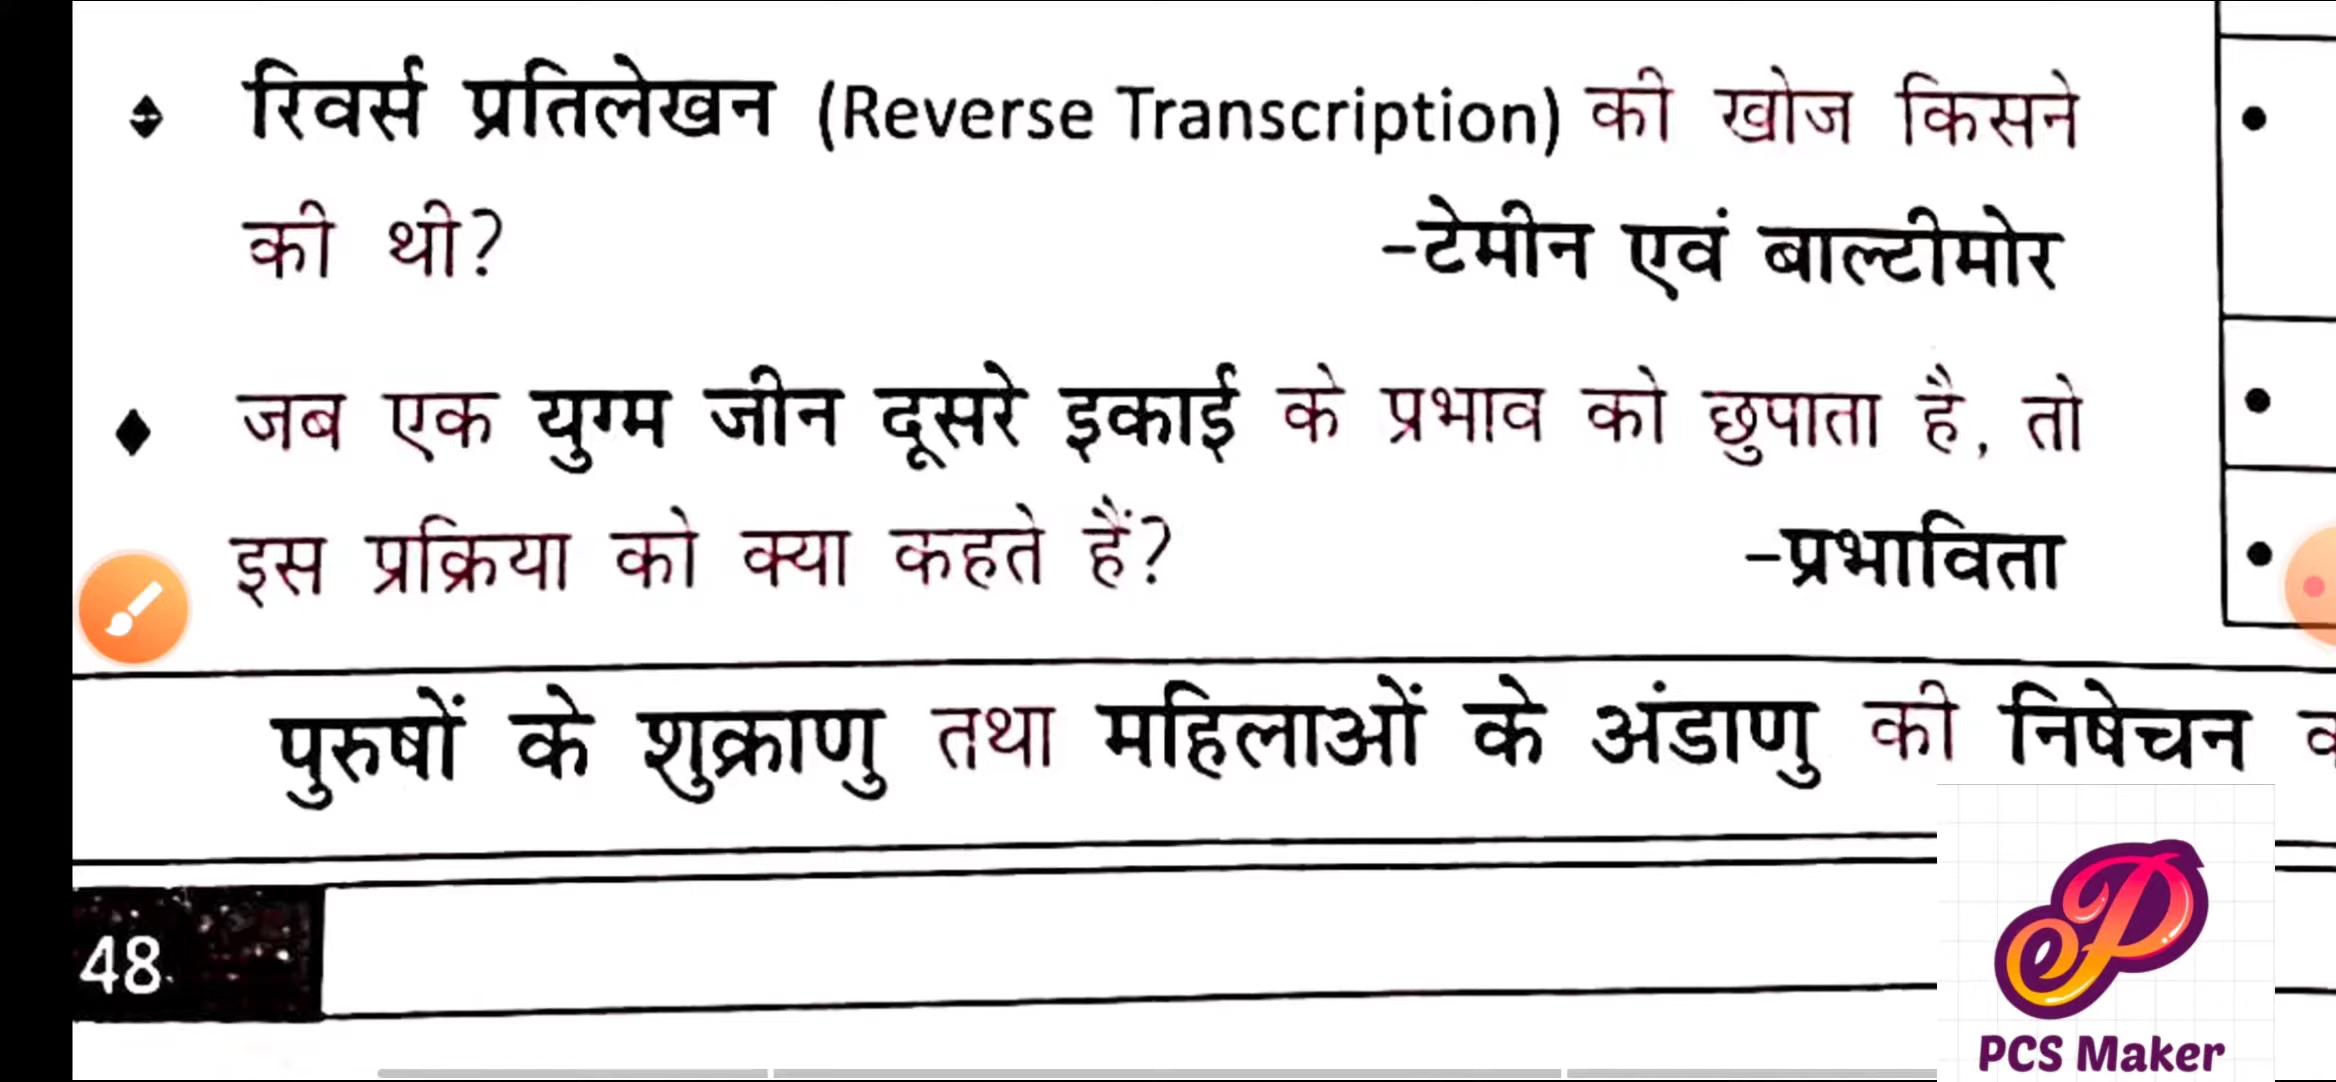 रिवर्स प्रतिलेखन (Reverse Transcription) की खोज किसने
की थी? -टेमीन एवं बाल्टीमोर
जब एक युग्म जीन दूसरे इकाई के प्रभाव को छुपाता है, तो
इस प्रक्रिया को क्या कहते हैं? -प्रभाविता
पुरुषों के शुक्राणु तथा महिलाओं के अंडाणु की निषेचन
48
PCS Maker